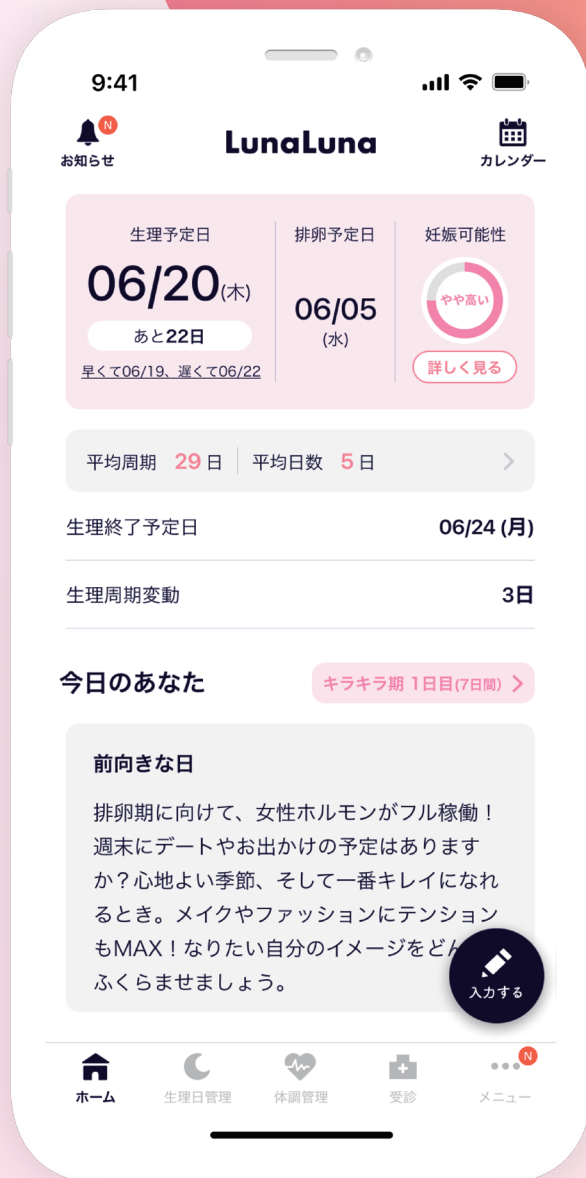 9:41
N
お知らせ
LunaLuna
カレンダー
生理予定日
06/20(木)
あと22日
早くて06/19、遅くて06/22
排卵予定日
06/05
(水)
妊娠可能性
やや高い
詳しく見る
平均周期 29日
平均日数 5日
生理終了予定日 06/24 (月)
生理周期変動 3日
今日のあなた
キラキラ期 1日目(7日間)
前向きな日
排卵期に向けて、女性ホルモンがフル稼働！
週末にデートやお出かけの予定はあります
か？心地よい季節、そして一番キレイになれ
るとき。メイクやファッションにテンション
もMAX！なりたい自分のイメージをど
ふくらませましょう。
入力する
ホーム
生理日管理
体調管理
受診
N
メニュー